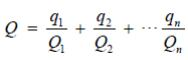 Q = q₁/Q₁ + q₂/Q₂ + ⋯ qₙ/Qₙ